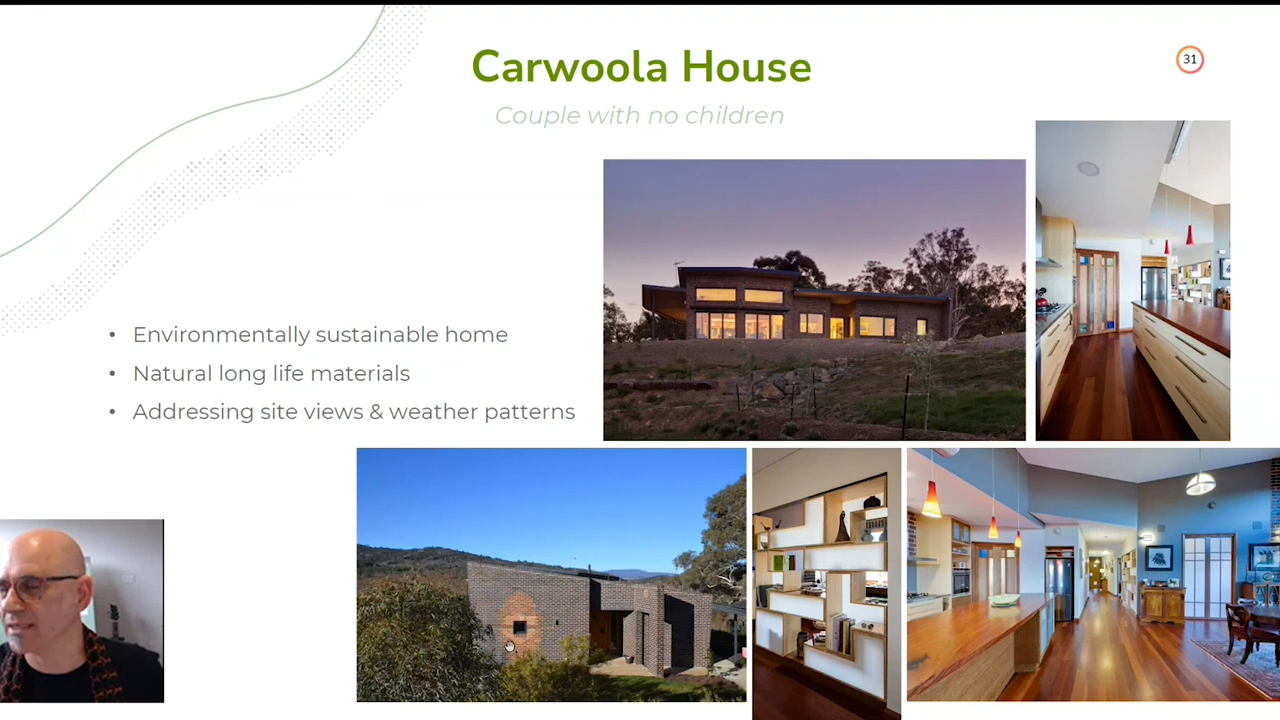 Carwoola House
31
Couple with no children
• Environmentally sustainable home
• Natural long life materials
• Addressing site views & weather patterns